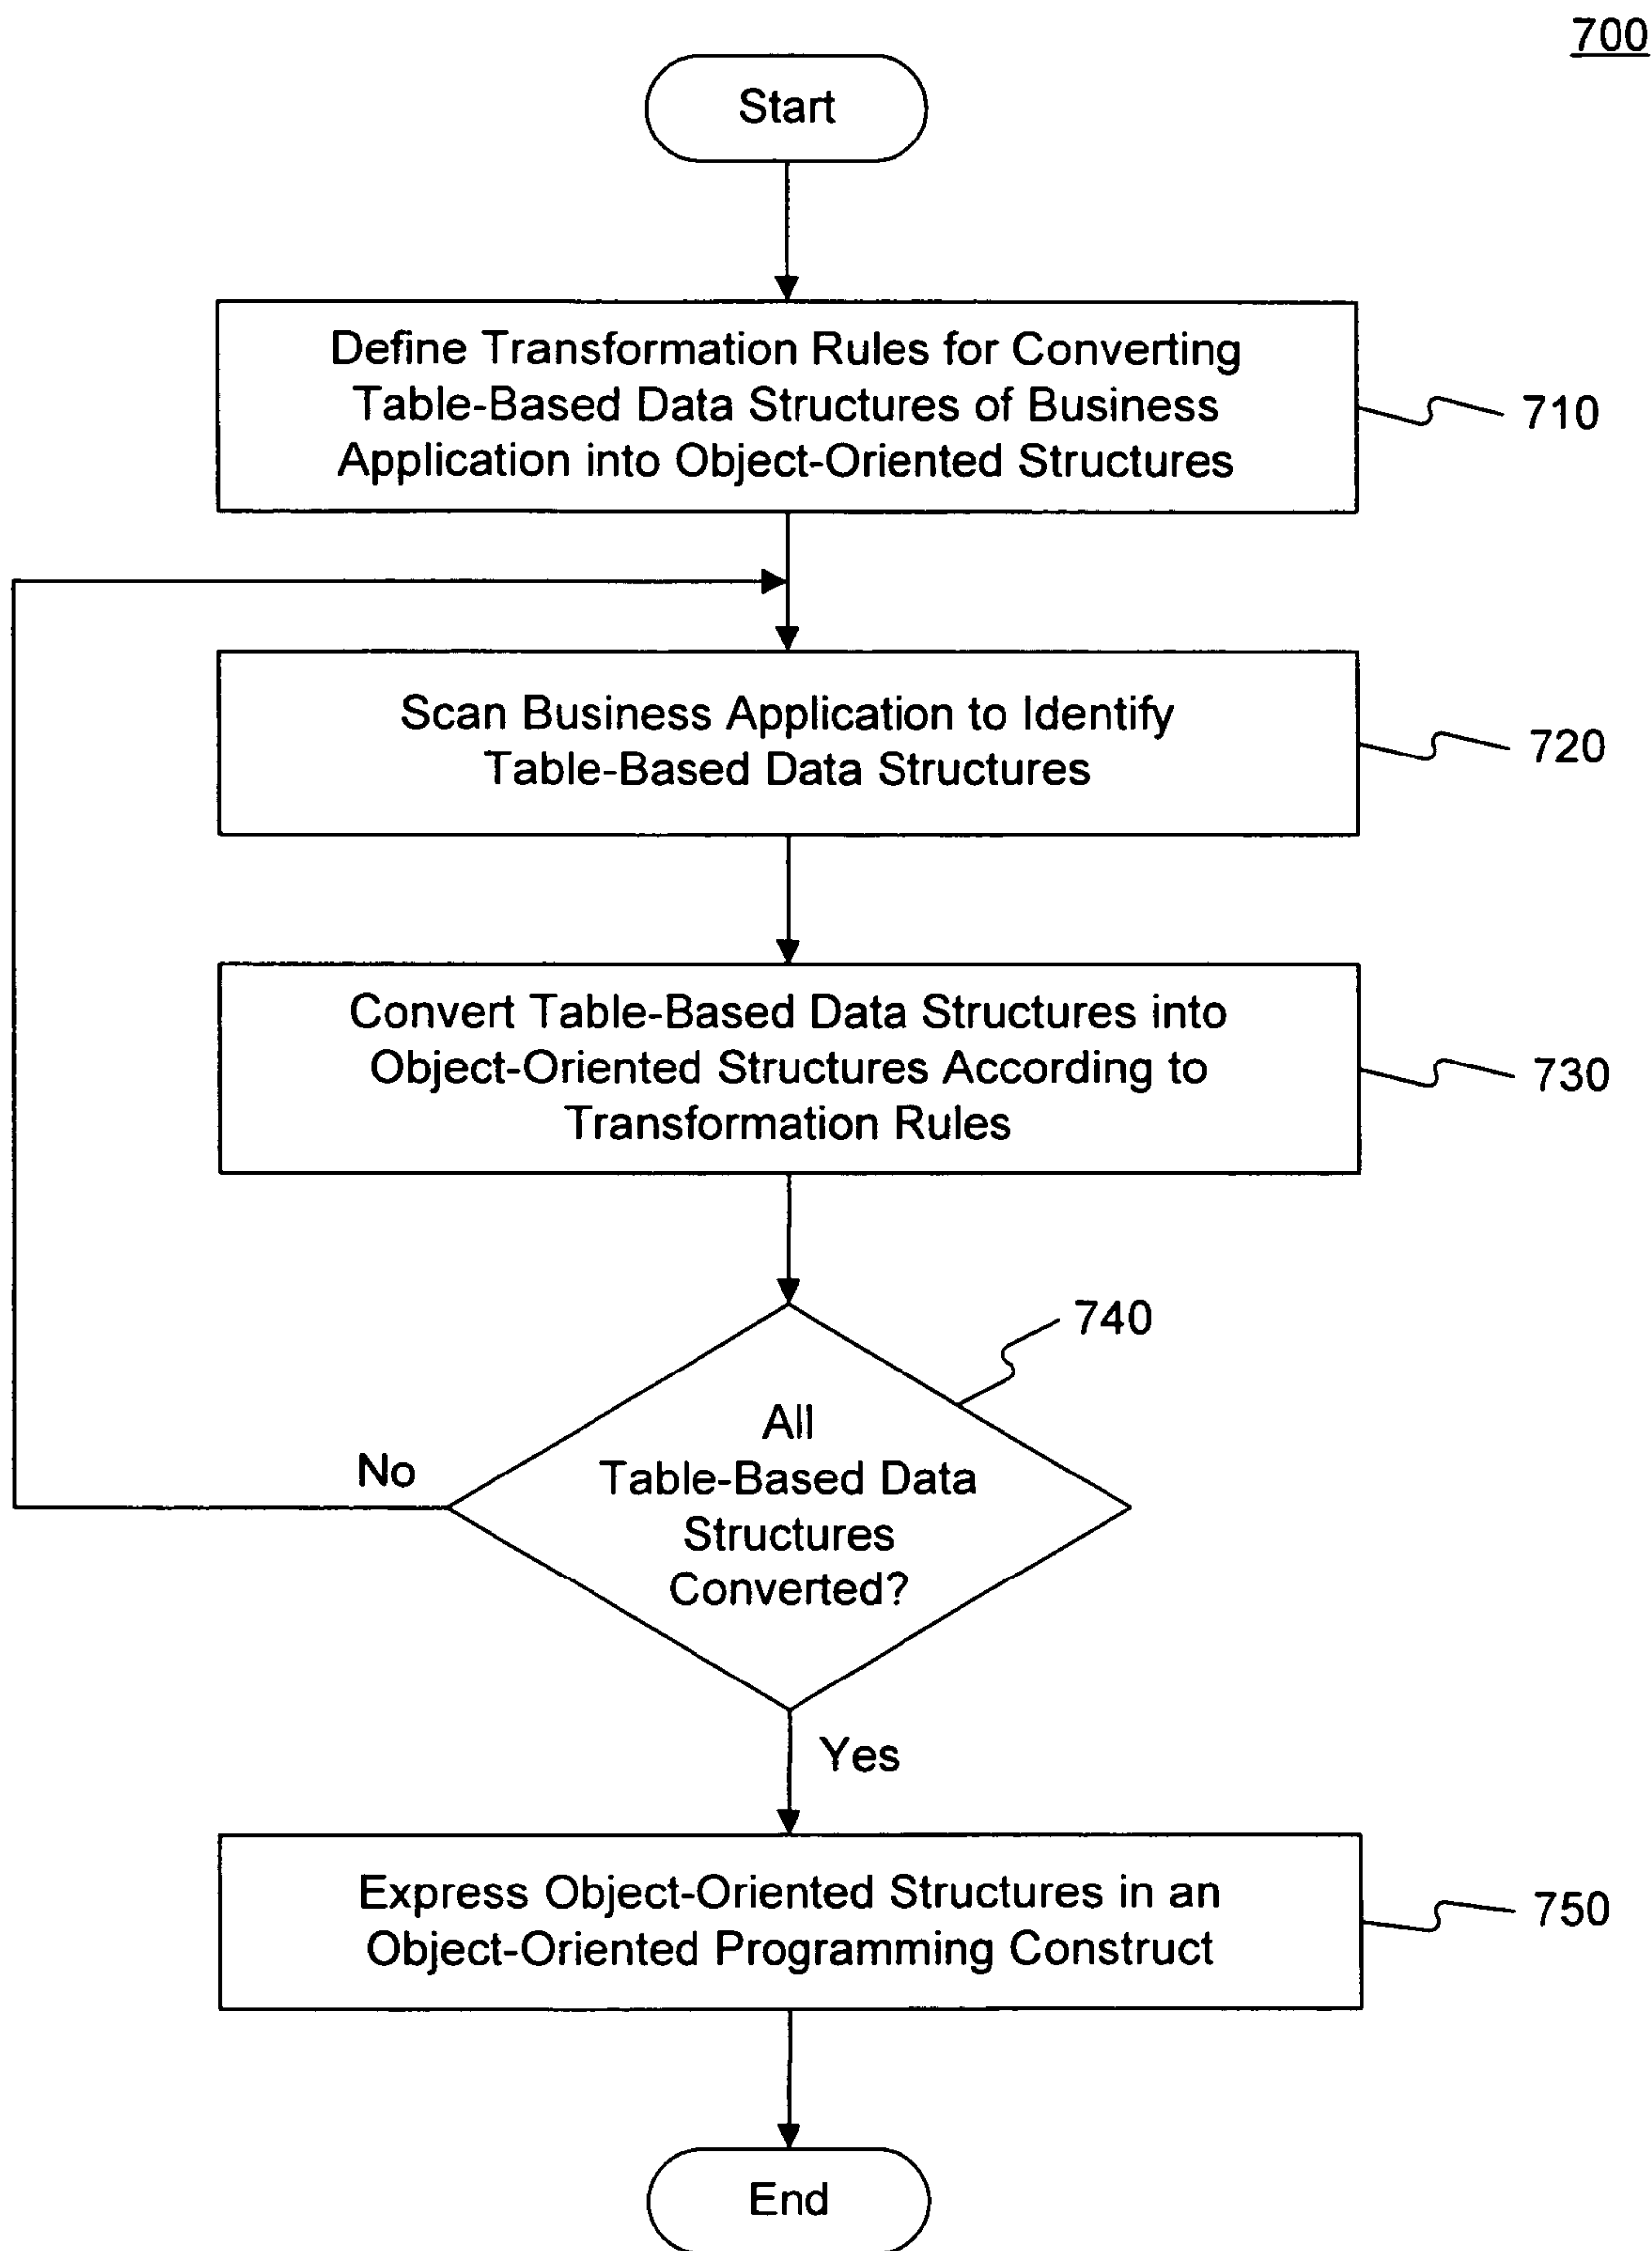 700
Start
Define Transformation Rules for Converting
Table-Based Data Structures of Business
Application into Object-Oriented Structures
710
Scan Business Application to Identify
Table-Based Data Structures
720
Convert Table-Based Data Structures into
Object-Oriented Structures According to
Transformation Rules
730
740
All
Table-Based Data
Structures
Converted?
No
Yes
Express Object-Oriented Structures in an
Object-Oriented Programming Construct
750
End